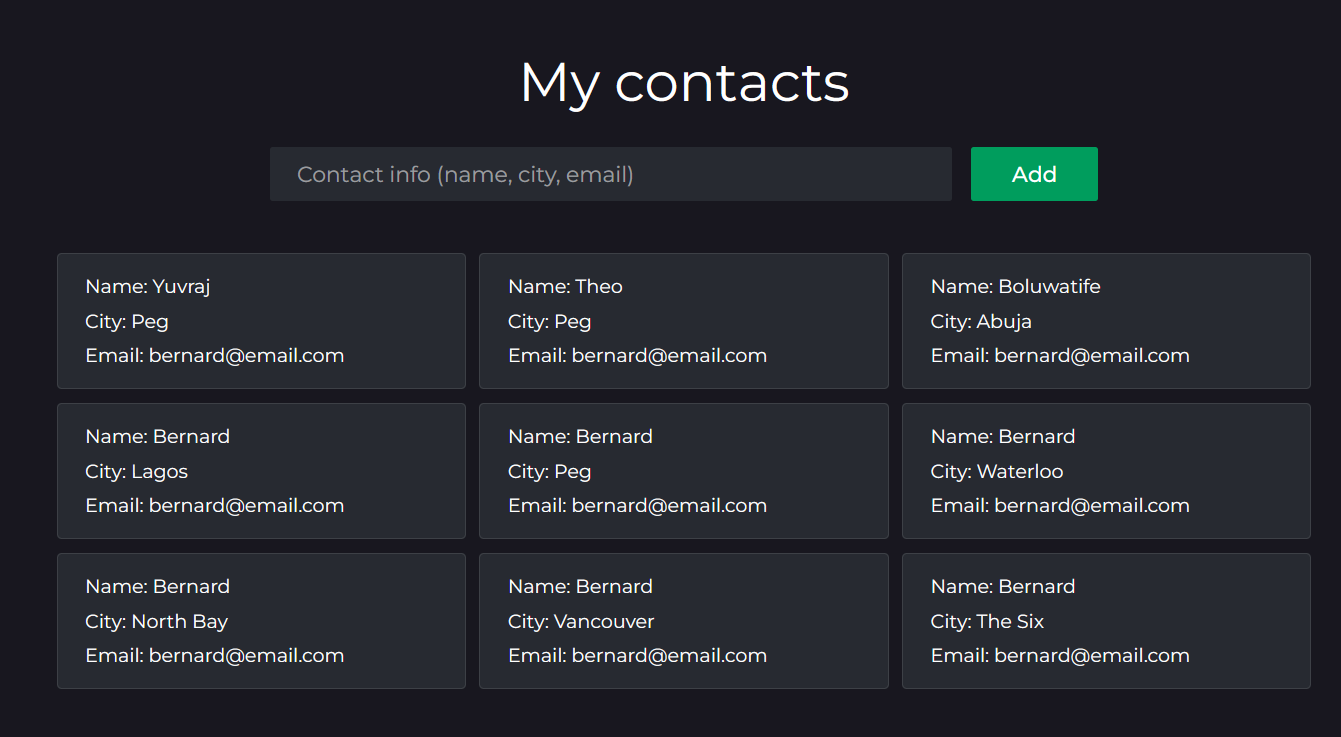 My contacts
Contact info (name, city, email)
Add
Name: Yuvraj
City: Peg
Email: bernard@email.com
Name: Theo
City: Peg
Email: bernard@email.com
Name: Boluwatife
City: Abuja
Email: bernard@email.com
Name: Bernard
City: Lagos
Email: bernard@email.com
Name: Bernard
City: Peg
Email: bernard@email.com
Name: Bernard
City: Waterloo
Email: bernard@email.com
Name: Bernard
City: North Bay
Email: bernard@email.com
Name: Bernard
City: Vancouver
Email: bernard@email.com
Name: Bernard
City: The Six
Email: bernard@email.com